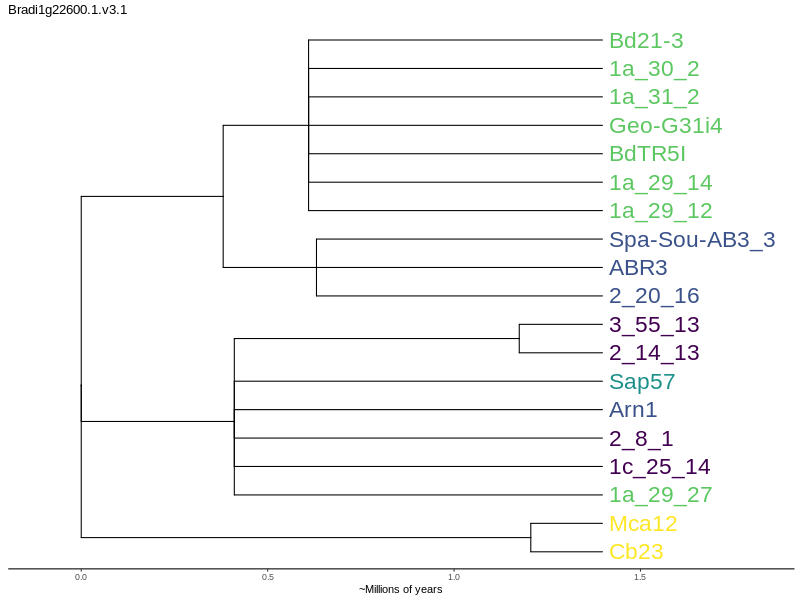 Bradi1g22600.1.v3.1
Bd21-3
1a_30_2
1a_31_2
Geo-G31i4
BdTR5I
1a_29_14
1a_29_12
Spa-Sou-AB3_3
ABR3
2_20_16
3_55_13
2_14_13
Sap57
Arn1
2_8_1
1c_25_14
1a_29_27
Mca12
Cb23
0.0 0.5 1.0 1.5
~Millions of years